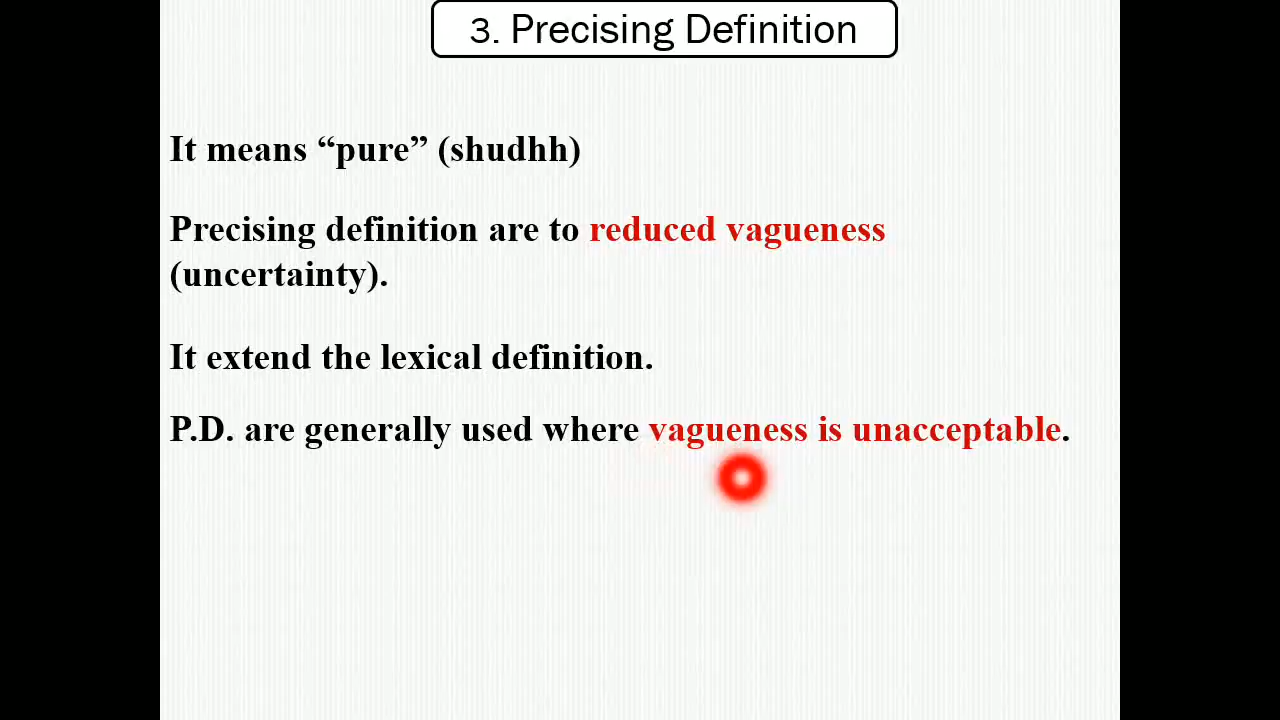 3. Precising Definition
It means “pure” (shudhh)
Precising definition are to reduced vagueness
(uncertainty).
It extend the lexical definition.
P.D. are generally used where vagueness is unacceptable.